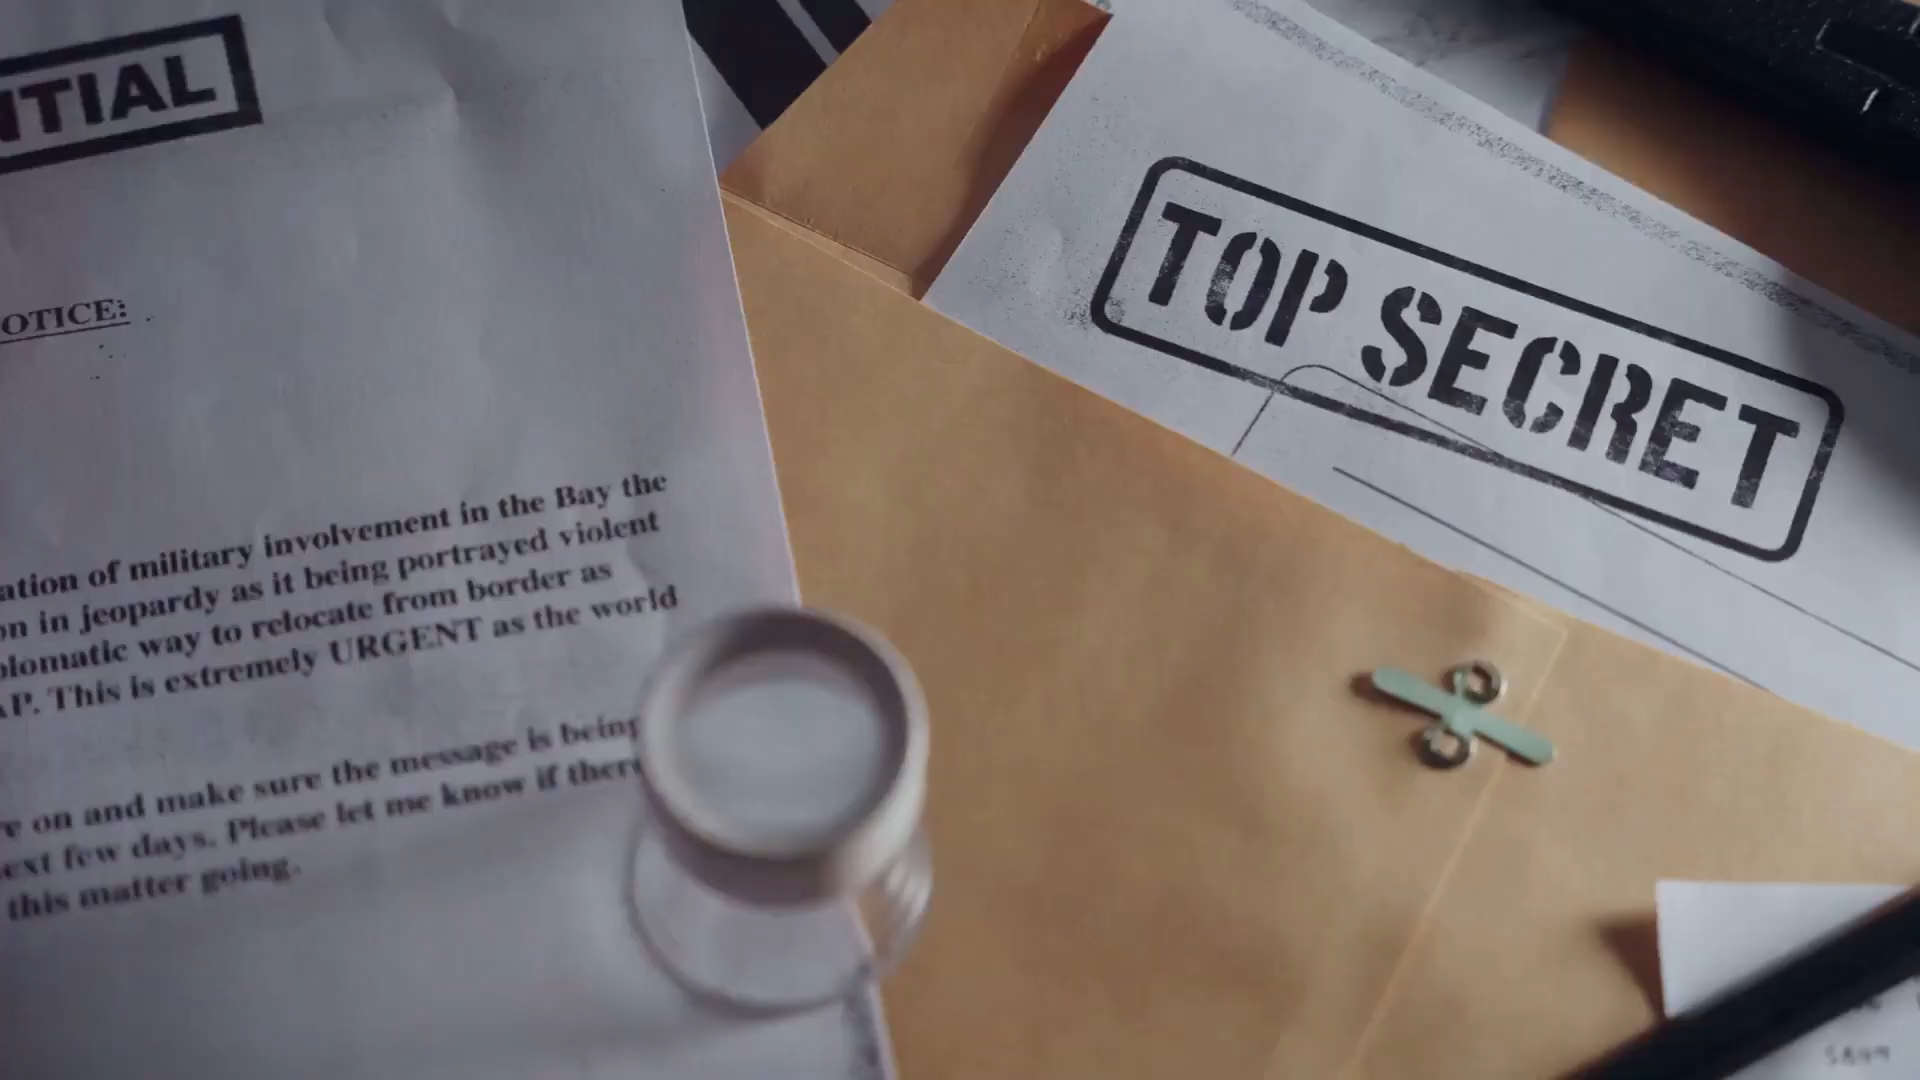 NTIAL
OTICE:
ation of military involvement in the Bay the
on in jeopardy as it being portrayed violent
plomatic way to relocate from border as
AP. This is extremely URGENT as the world
e on and make sure the message is being
ext few days. Please let me know if there
this matter going.
TOP SECRET